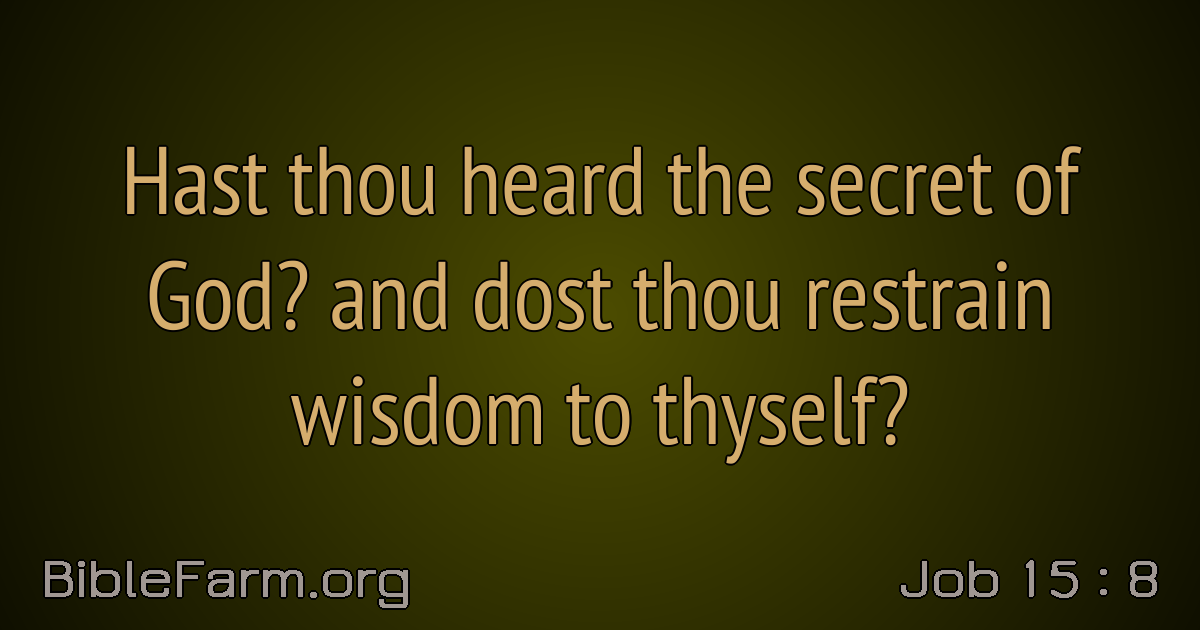 Hast thou heard the secret of
God? and dost thou restrain
wisdom to thyself?
BibleFarm.org
Job 15 : 8